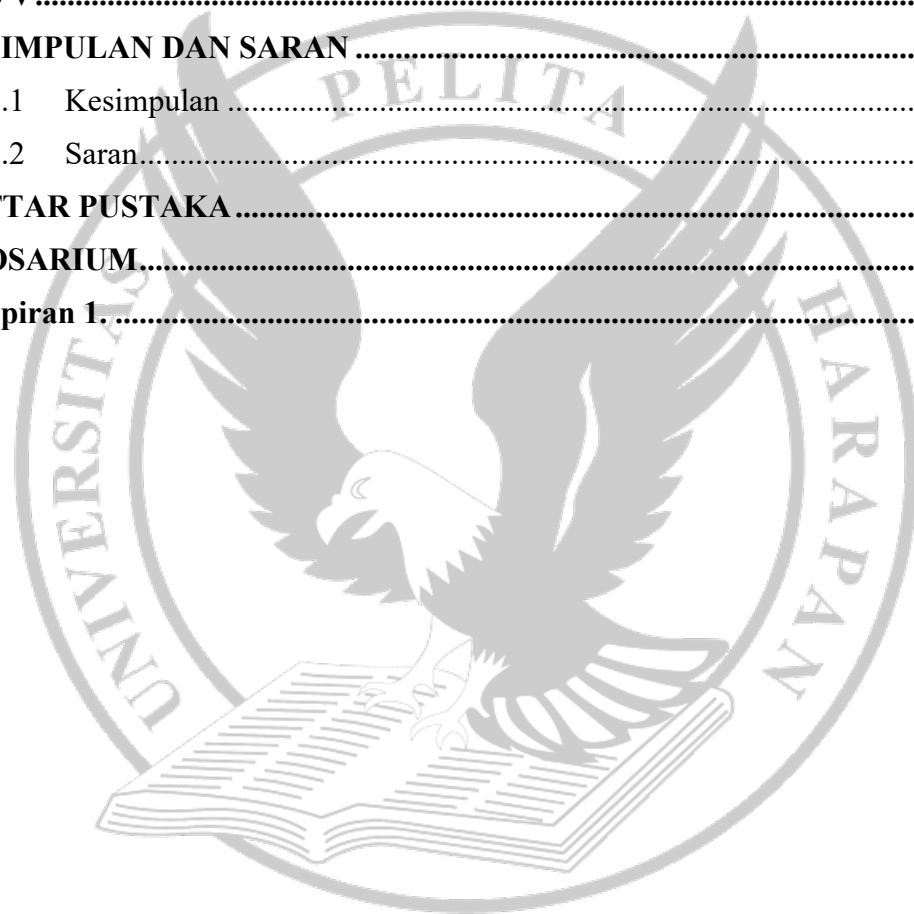 V........................................................................
IMPULAN DAN SARAN........................................................................
.1 Kesimpulan........................................................................
.2 Saran........................................................................
TAR PUSTAKA........................................................................
OSARIUM........................................................................
piran 1.........................................................................
UNIVERSITAS PELITA HARAPAN